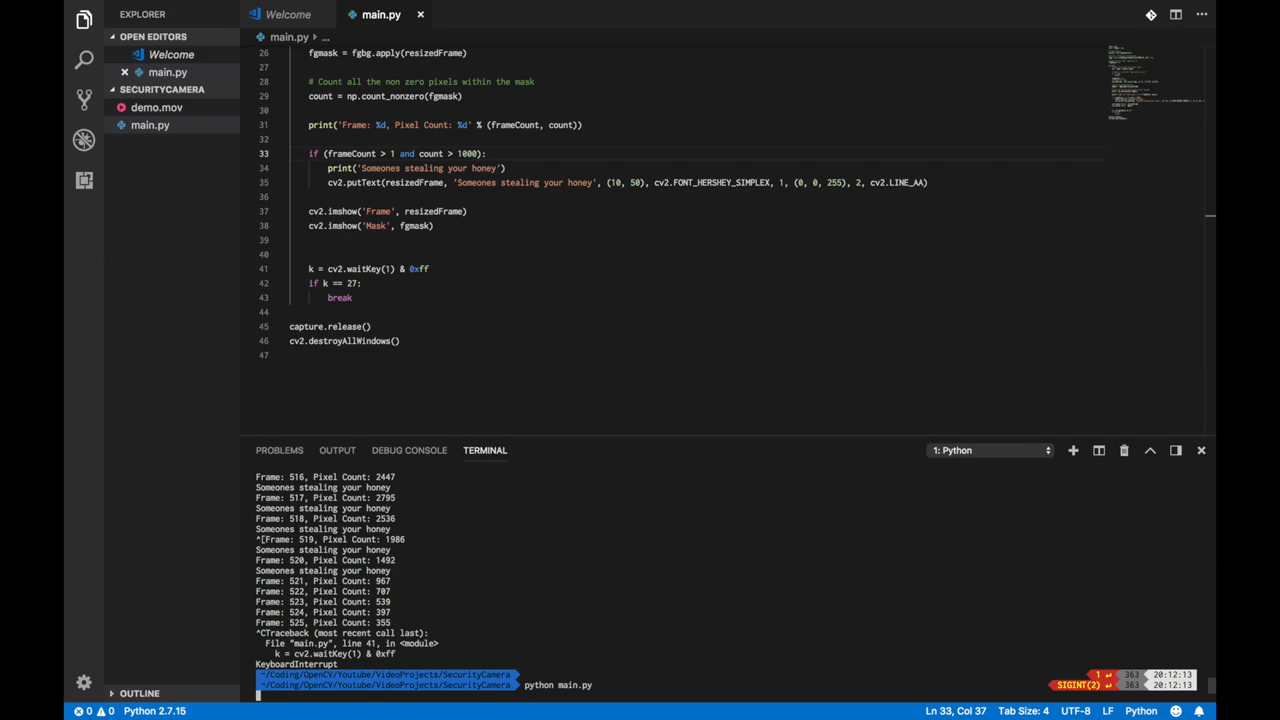 EXPLORER
Welcome
main.py
OPEN EDITORS
Welcome
main.py
SECURITYCAMERA
demo.mov
main.py
main.py > ...
26 fgmask = fgbg.apply(resizedFrame)
27
28 # Count all the non zero pixels within the mask
29 count = np.count_nonzero(fgmask)
30
31 print('Frame: %d, Pixel Count: %d' % (frameCount, count))
32
33 if (frameCount > 1 and count > 1000):
34 print('Someones stealing your honey')
35 cv2.putText(resizedFrame, 'Someones stealing your honey', (10, 50), cv2.FONT_HERSHEY_SIMPLEX, 1, (0, 0, 255), 2, cv2.LINE_AA)
36
37 cv2.imshow('Frame', resizedFrame)
38 cv2.imshow('Mask', fgmask)
39
40
41 k = cv2.waitKey(1) & 0xff
42 if k == 27:
43 break
44
45 capture.release()
46 cv2.destroyAllWindows()
47
PROBLEMS OUTPUT DEBUG CONSOLE TERMINAL 1: Python
Frame: 516, Pixel Count: 2447
Someones stealing your honey
Frame: 517, Pixel Count: 2795
Someones stealing your honey
Frame: 518, Pixel Count: 2536
Someones stealing your honey
^[Frame: 519, Pixel Count: 1986
Someones stealing your honey
Frame: 520, Pixel Count: 1492
Someones stealing your honey
Frame: 521, Pixel Count: 967
Frame: 522, Pixel Count: 707
Frame: 523, Pixel Count: 539
Frame: 524, Pixel Count: 397
Frame: 525, Pixel Count: 355
^CTraceback (most recent call last):
File "main.py", line 41, in <module>
k = cv2.waitKey(1) & 0xff
KeyboardInterrupt
~/Coding/OpenCV/Youtube/VideoProjects/SecurityCamera 1 ↵ 363 20:12:13
~/Coding/OpenCV/Youtube/VideoProjects/SecurityCamera python main.py SIGINT(2) ↵ 363 20:12:13
OUTLINE
0 0 Python 2.7.15 Ln 33, Col 37 Tab Size: 4 UTF-8 LF Python